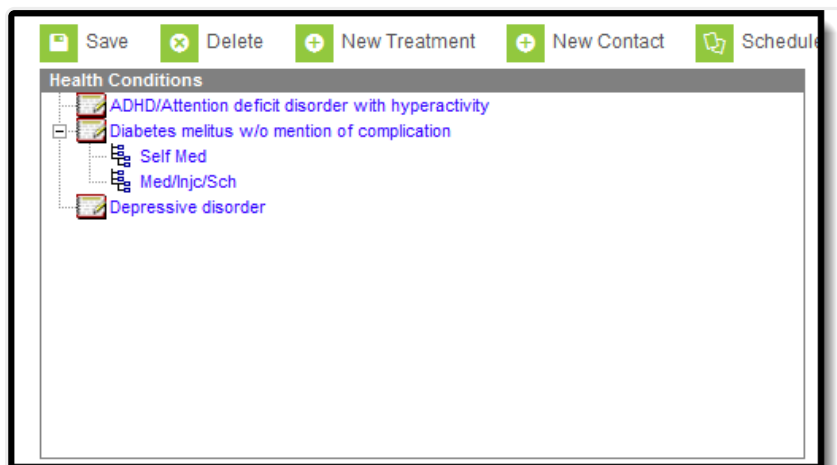 Save Delete New Treatment New Contact Schedule
Health Conditions
ADHD/Attention deficit disorder with hyperactivity
Diabetes melitus w/o mention of complication
Self Med
Med/Injc/Sch
Depressive disorder